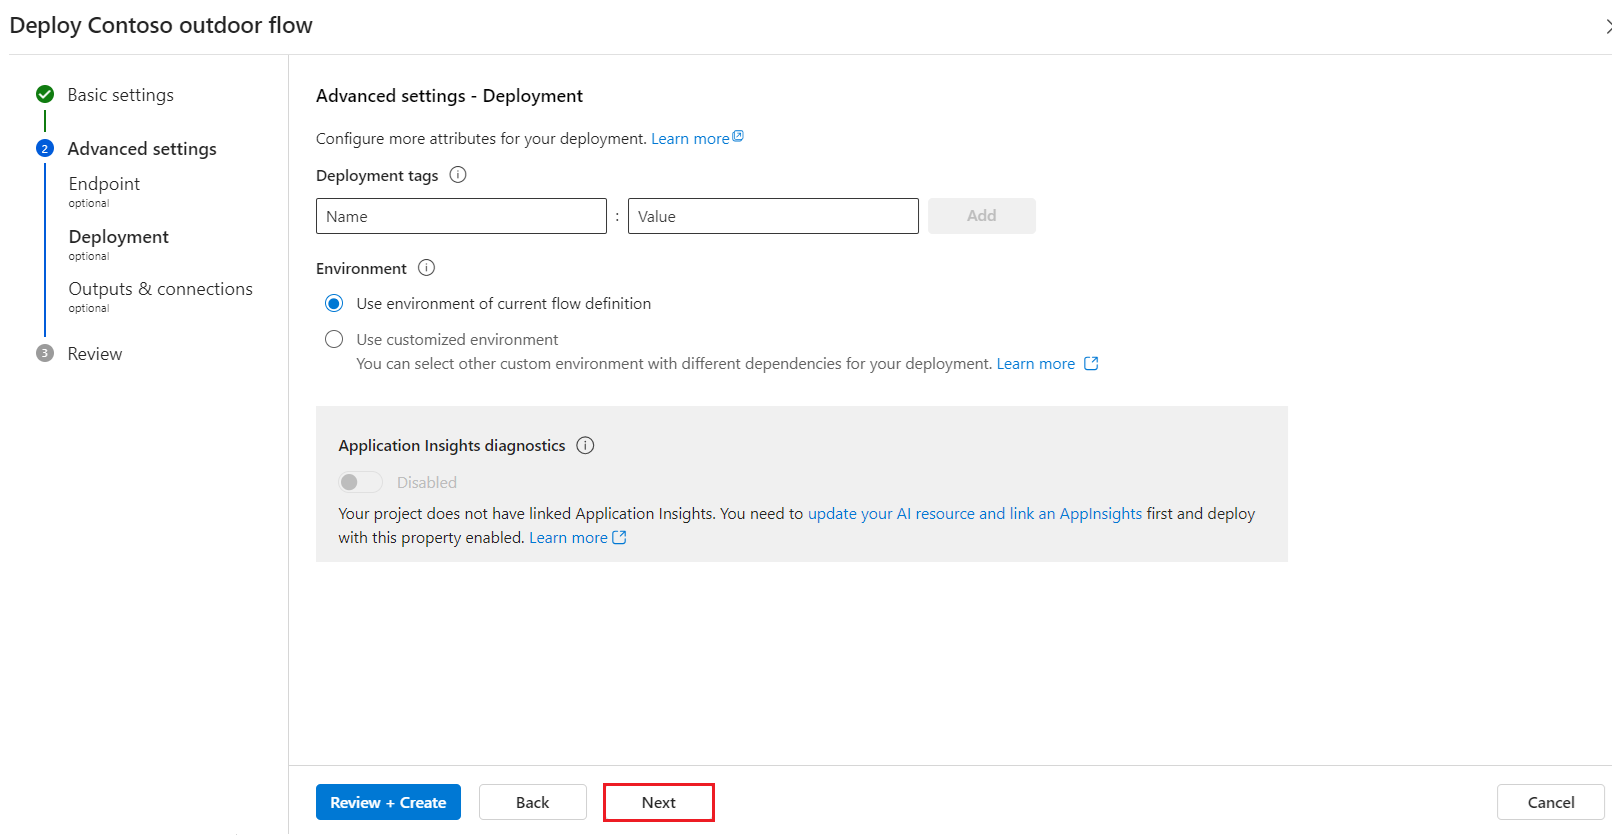 Deploy Contoso outdoor flow
Basic settings
2 Advanced settings
Endpoint
optional
Deployment
optional
Outputs & connections
optional
3 Review
Advanced settings - Deployment
Configure more attributes for your deployment. Learn more
Deployment tags
Name : Value Add
Environment
Use environment of current flow definition
Use customized environment
You can select other custom environment with different dependencies for your deployment. Learn more
Application Insights diagnostics
Disabled
Your project does not have linked Application Insights. You need to update your AI resource and link an AppInsights first and deploy
with this property enabled. Learn more
Review + Create Back Next Cancel